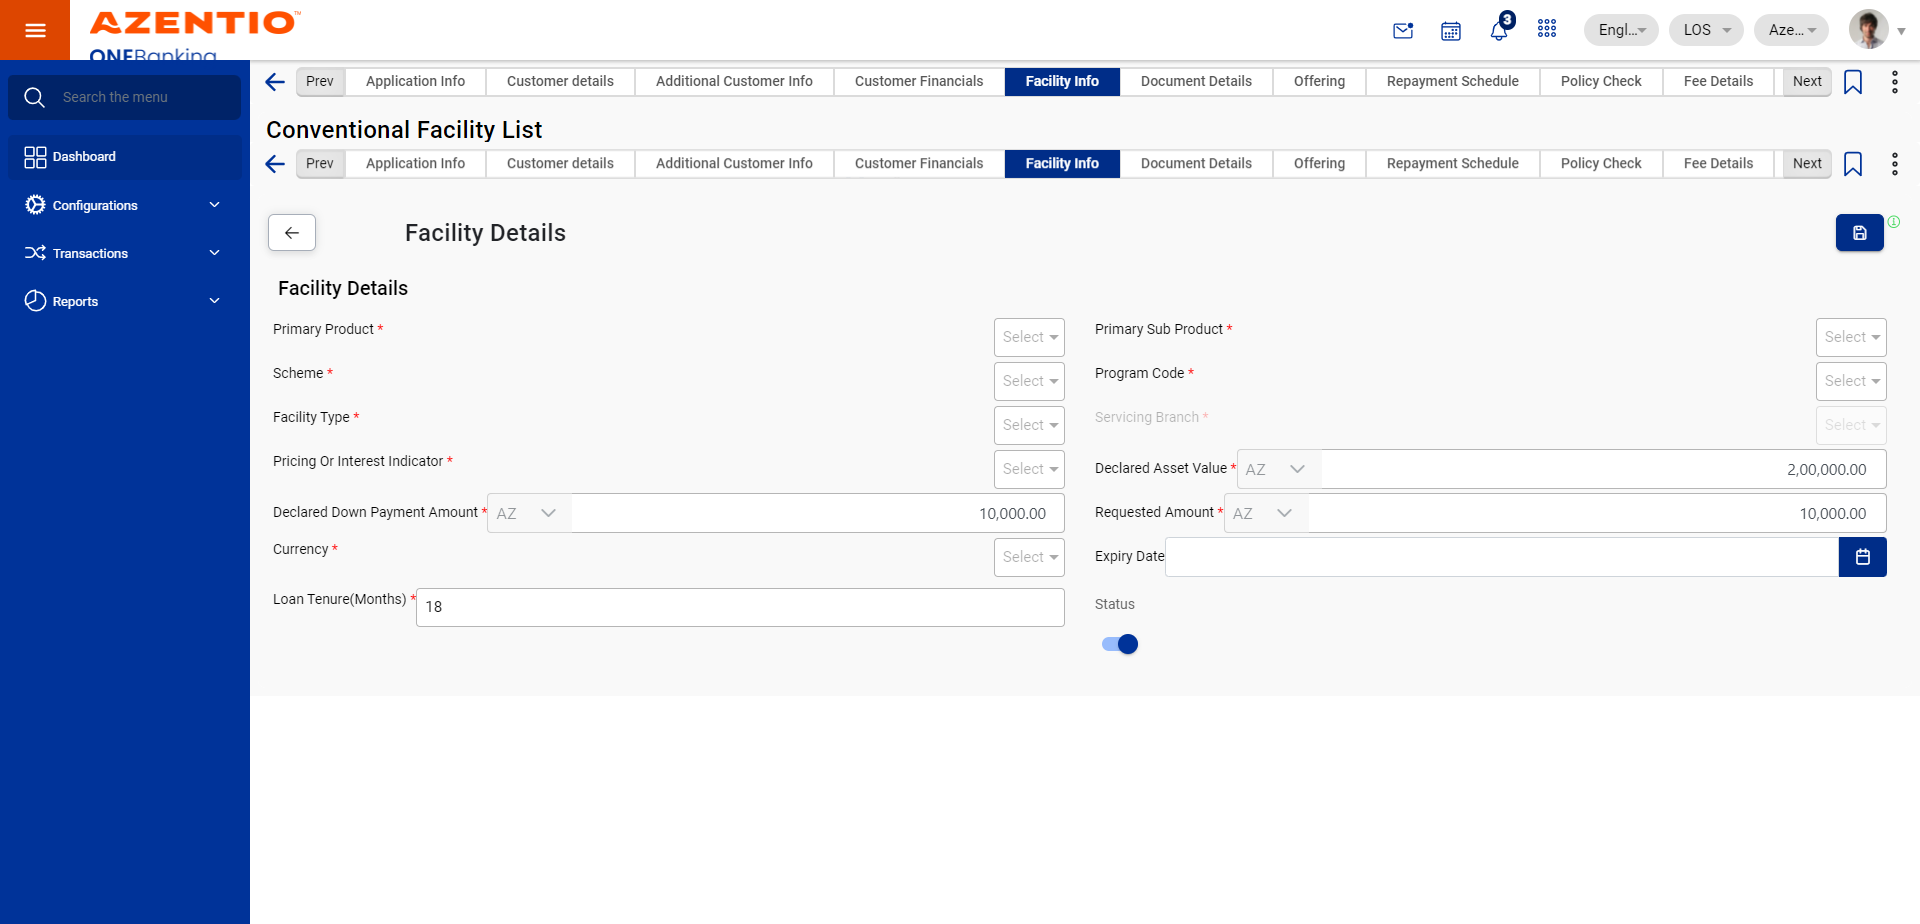 AZENTIO™
ONEBanking
3
Engl...
LOS
Aze...
Search the menu
Dashboard
Configurations
Transactions
Reports
Prev Application Info Customer details Additional Customer Info Customer Financials Facility Info Document Details Offering Repayment Schedule Policy Check Fee Details Next
Conventional Facility List
Prev Application Info Customer details Additional Customer Info Customer Financials Facility Info Document Details Offering Repayment Schedule Policy Check Fee Details Next
Facility Details
Facility Details
Primary Product * Select
Primary Sub Product * Select
Scheme * Select
Program Code * Select
Facility Type * Select
Servicing Branch * Select
Pricing Or Interest Indicator * Select
Declared Asset Value * AZ 2,00,000.00
Declared Down Payment Amount * AZ 10,000.00
Requested Amount * AZ 10,000.00
Currency * Select
Expiry Date
Loan Tenure(Months) * 18
Status